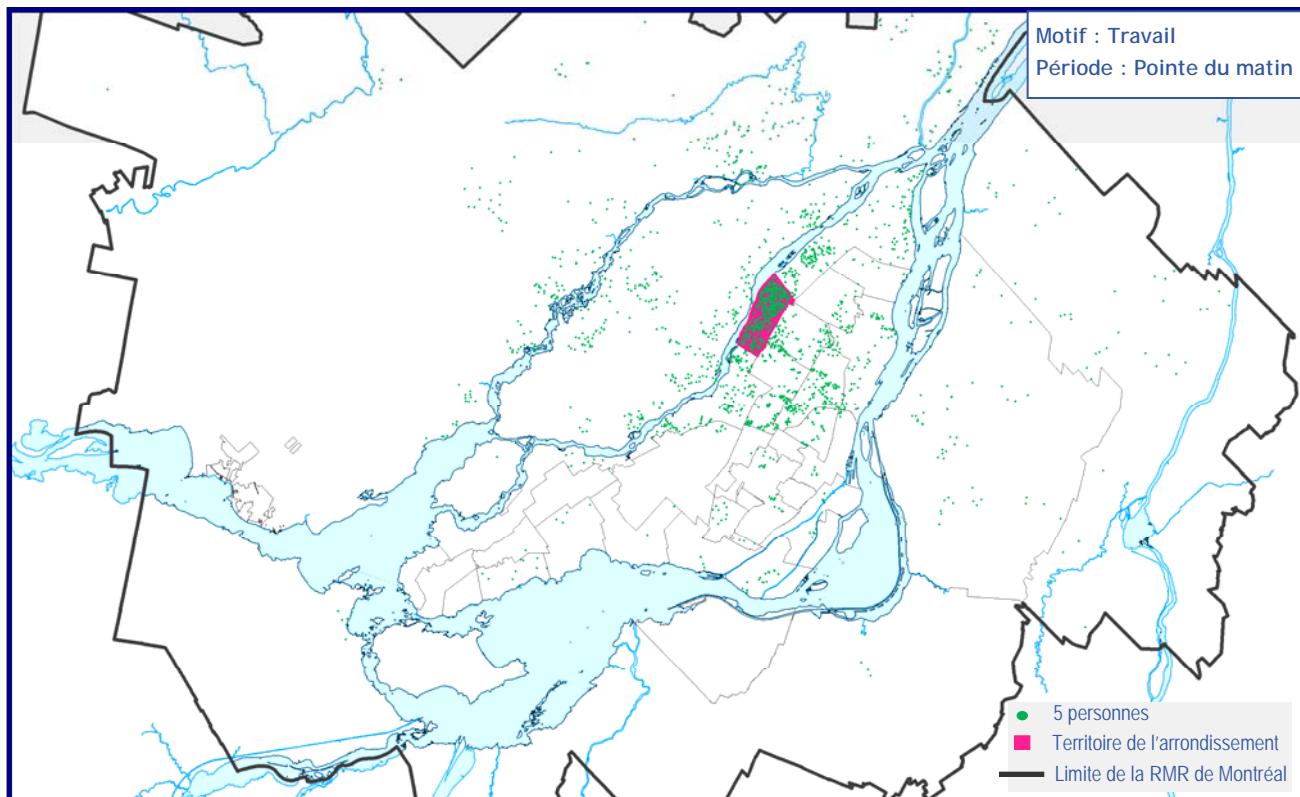 Motif : Travail
Période : Pointe du matin
5 personnes
Territoire de l'arrondissement
Limite de la RMR de Montréal